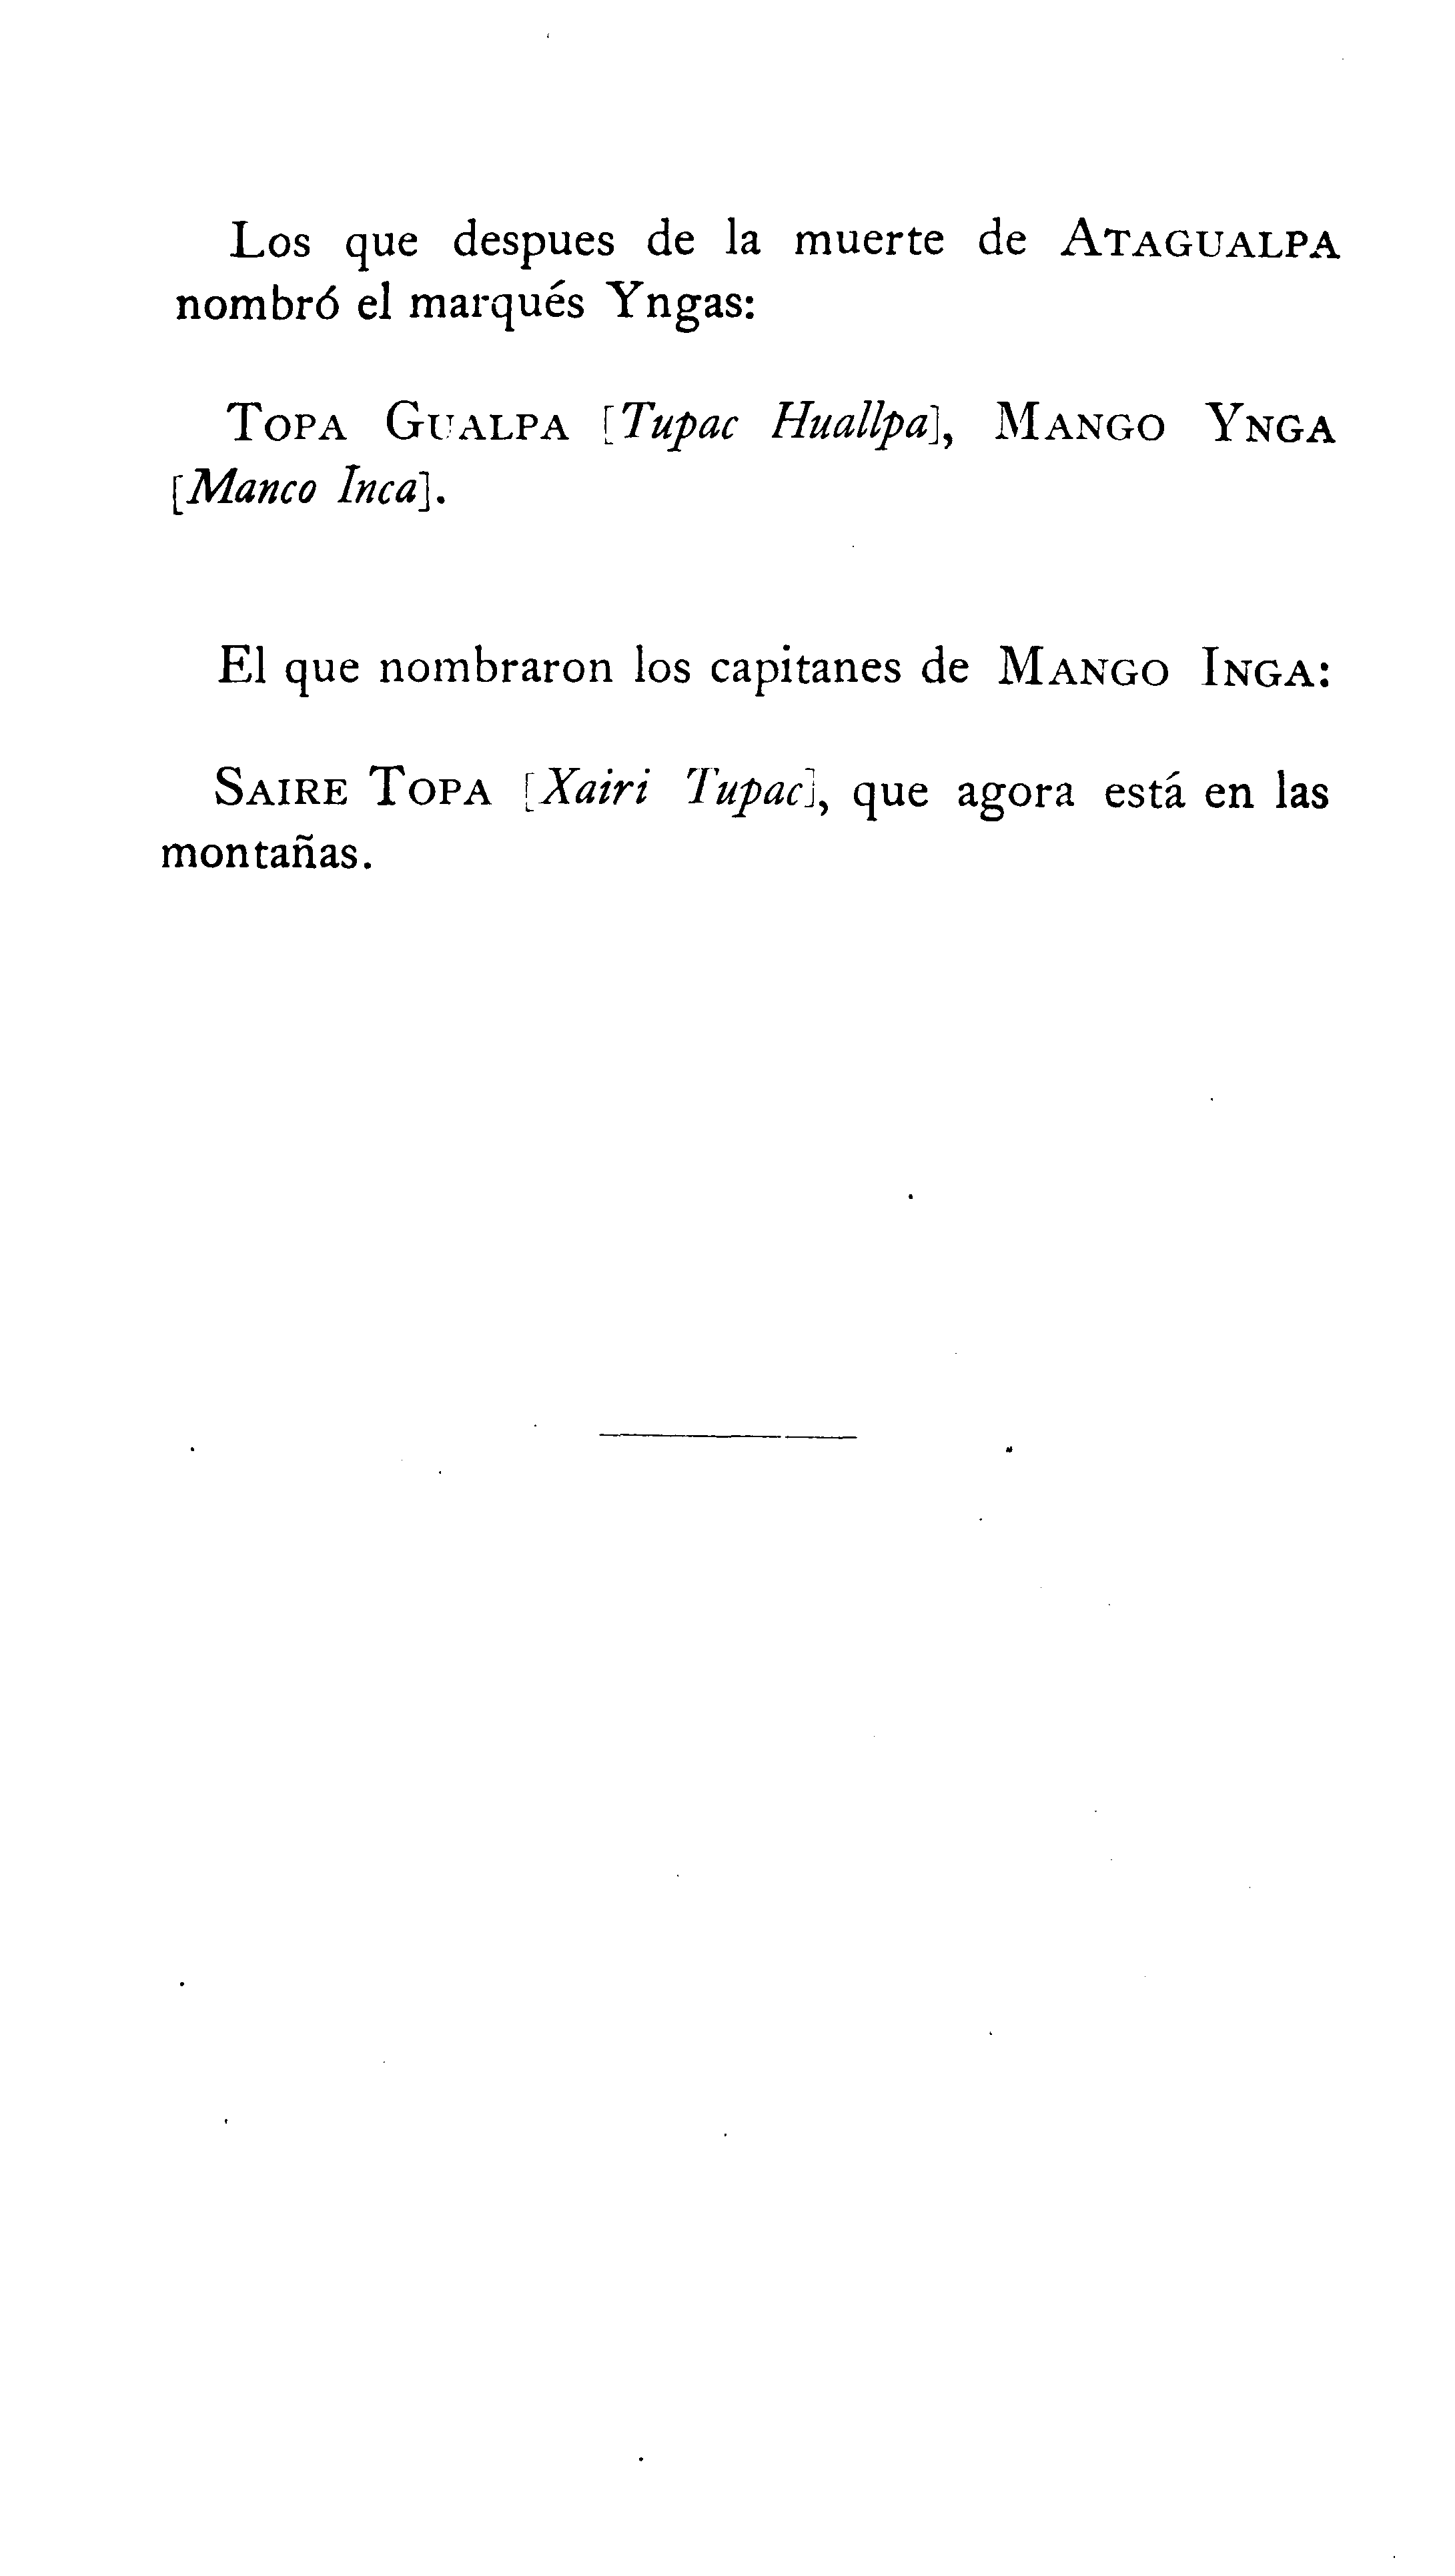 Los que despues de la muerte de ATAGUALPA
nombró el marqués Yngas:
TOPA GUALPA [Tupac Huallpa], MANGO YNGA
[Manco Inca].
El que nombraron los capitanes de MANGO INGA:
SAIRE TOPA [Xairi Tupac], que agora está en las
montañas.